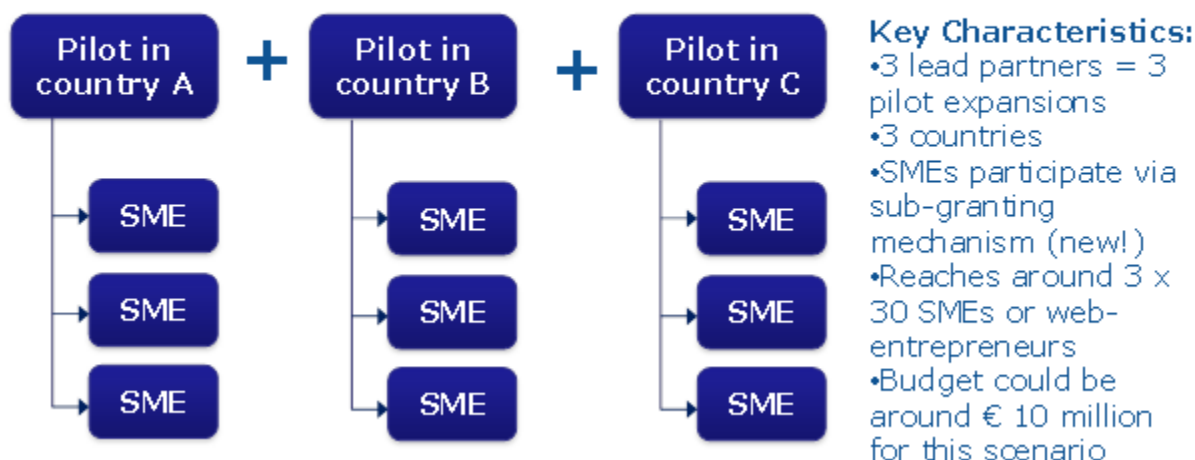 Pilot in
country A
+
Pilot in
country B
+
Pilot in
country C
SME
SME
SME
SME
SME
SME
SME
SME
SME
Key Characteristics:
•3 lead partners = 3
pilot expansions
•3 countries
•SMEs participate via
sub-granting
mechanism (new!)
•Reaches around 3 x
30 SMEs or web-
entrepreneurs
•Budget could be
around € 10 million
for this scenario